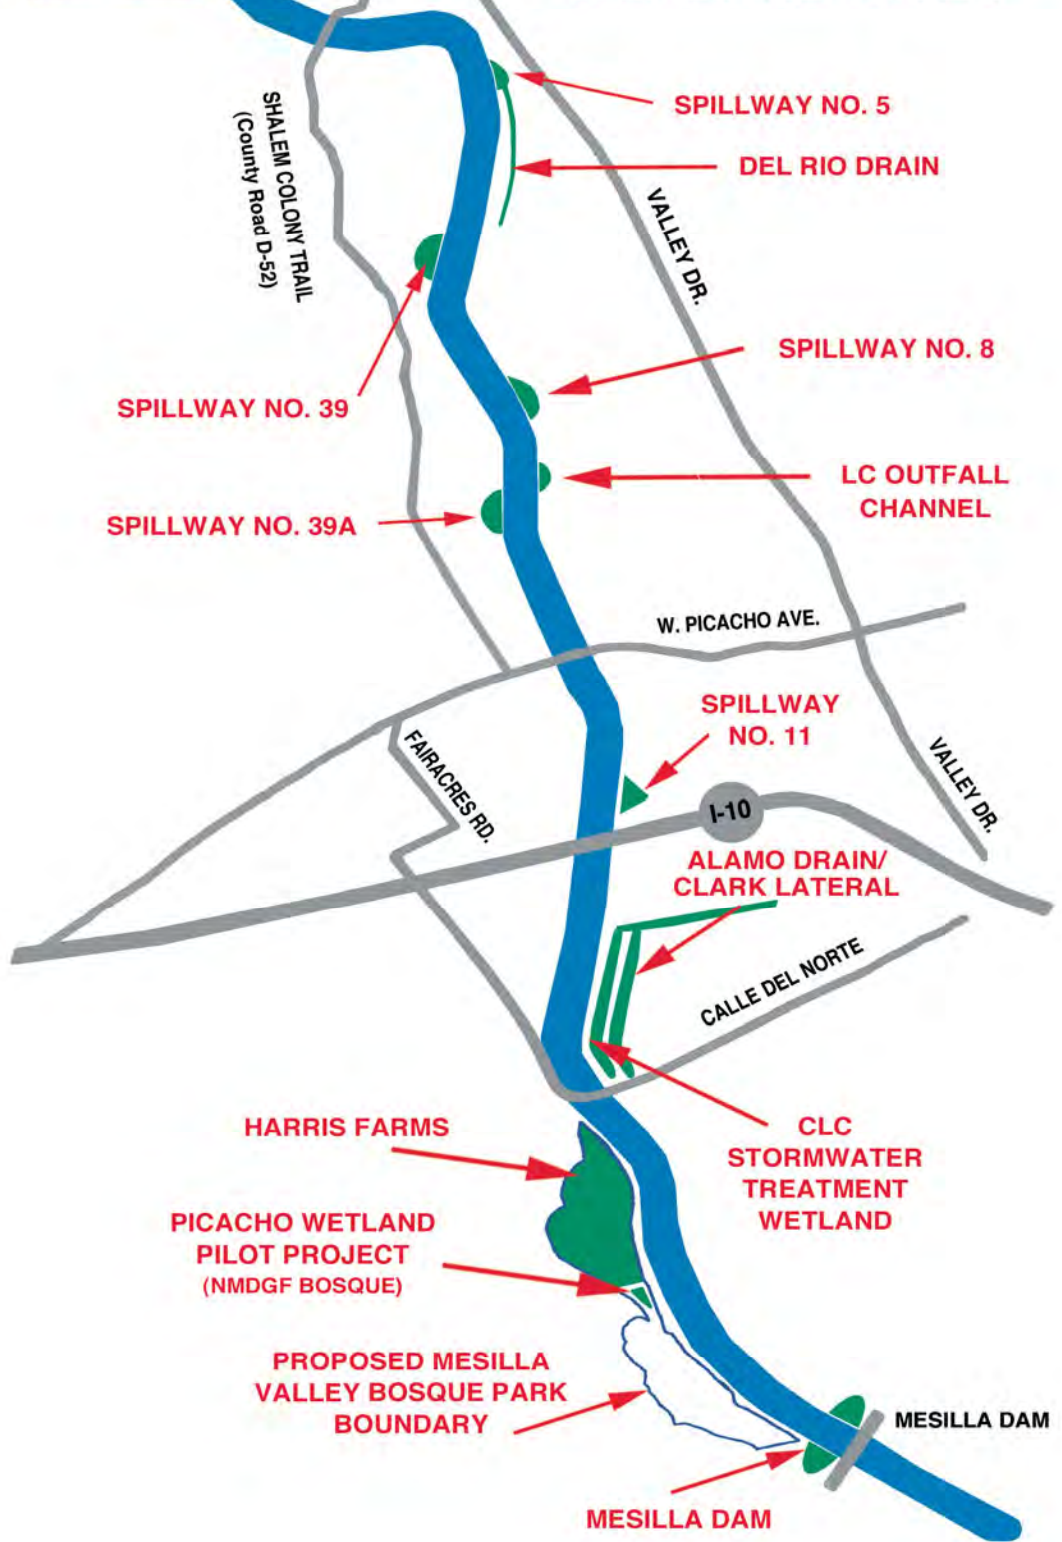 SPILLWAY NO. 5
SHALEM COLONY TRAIL
(County Road D-52)
DEL RIO DRAIN
VALLEY DR.
SPILLWAY NO. 8
SPILLWAY NO. 39
LC OUTFALL
CHANNEL
SPILLWAY NO. 39A
W. PICACHO AVE.
SPILLWAY
NO. 11
FAIRACRES RD.
VALLEY DR.
I-10
ALAMO DRAIN/
CLARK LATERAL
CALLE DEL NORTE
HARRIS FARMS
CLC
STORMWATER
TREATMENT
WETLAND
PICACHO WETLAND
PILOT PROJECT
(NMDGF BOSQUE)
PROPOSED MESILLA
VALLEY BOSQUE PARK
BOUNDARY
MESILLA DAM
MESILLA DAM